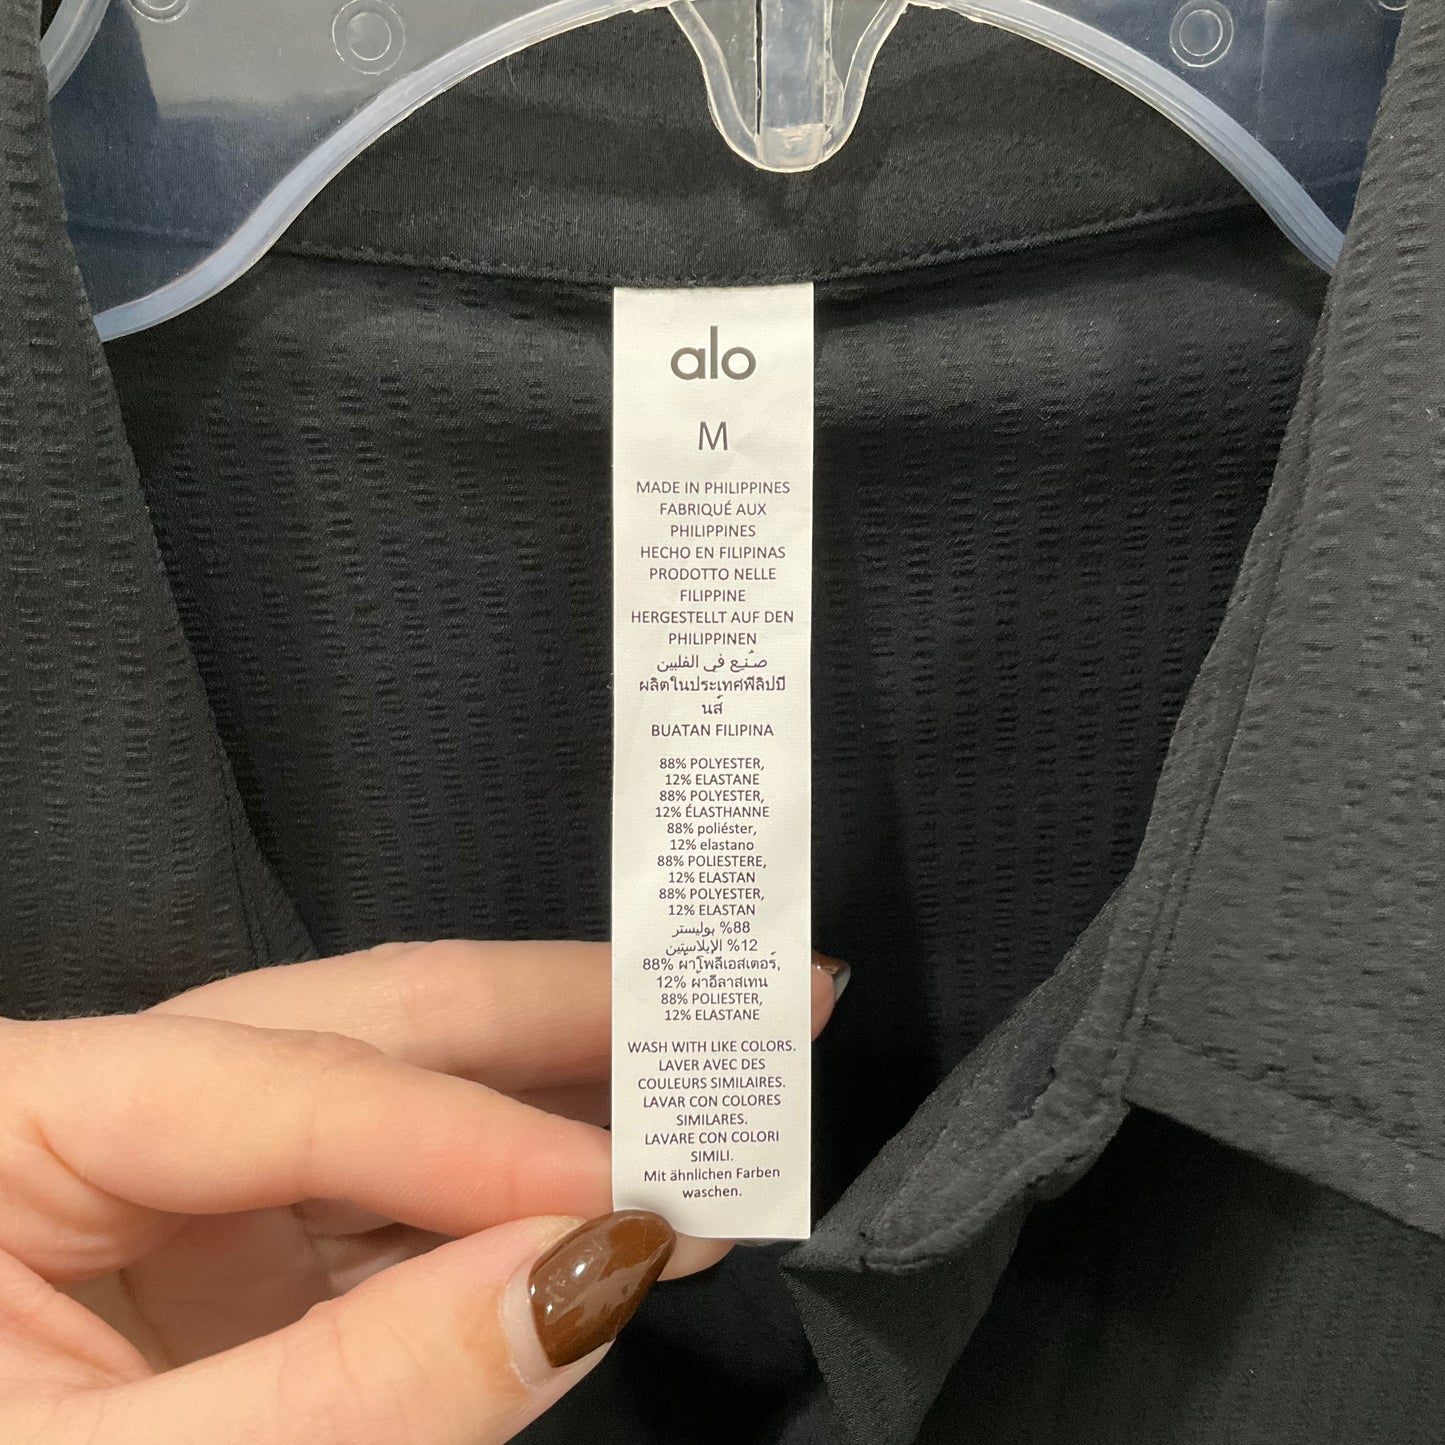 alo
M
MADE IN PHILIPPINES
FABRIQUÉ AUX
PHILIPPINES
HECHO EN FILIPINAS
PRODOTTO NELLE
FILIPPINE
HERGESTELLT AUF DEN
PHILIPPINEN
صُنِع في الفلبين
ผลิตในประเทศฟิลิปปี
นส์
BUATAN FILIPINA
88% POLYESTER,
12% ELASTANE
88% POLYESTER,
12% ÉLASTHANNE
88% poliéster,
12% elastano
88% POLIESTERE,
12% ELASTAN
88% POLYESTER,
12% ELASTAN
88% بوليستر
12% الإيلاستين
88% ผ้าโพลีเอสเตอร์,
12% ผ้าอีลาสเทน
88% POLIESTER,
12% ELASTANE
WASH WITH LIKE COLORS.
LAVER AVEC DES
COULEURS SIMILAIRES.
LAVAR CON COLORES
SIMILARES.
LAVARE CON COLORI
SIMILI.
Mit ähnlichen Farben
waschen.